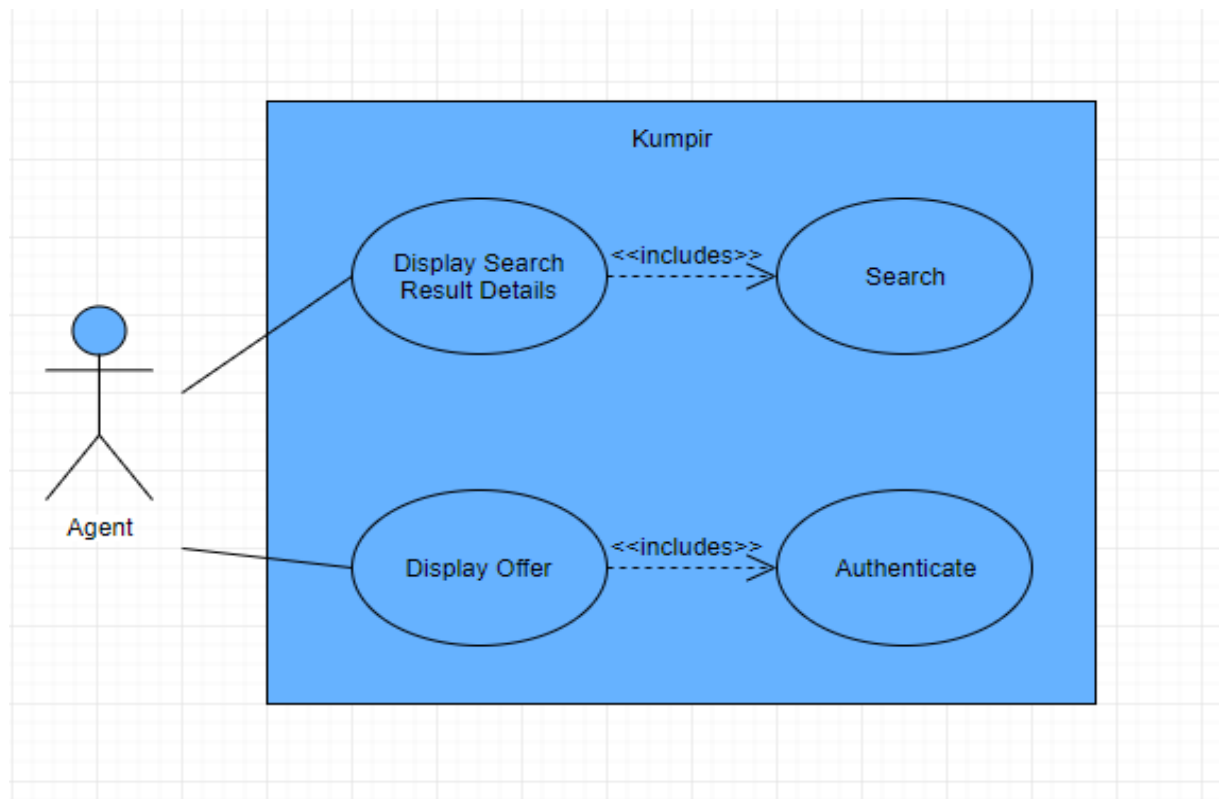 Kumpir
Display Search
Result Details
<<includes>>
Search
Agent
Display Offer
<<includes>>
Authenticate